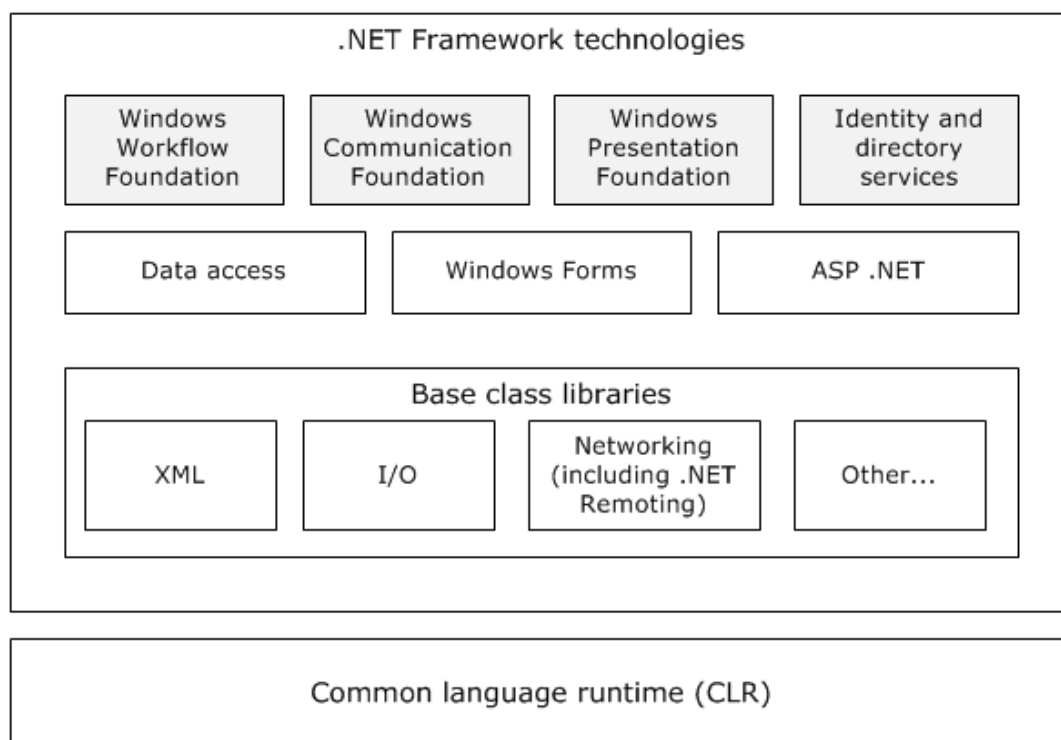 .NET Framework technologies
Windows
Workflow
Foundation
Windows
Communication
Foundation
Windows
Presentation
Foundation
Identity and
directory
services
Data access
Windows Forms
ASP .NET
Base class libraries
XML
I/O
Networking
(including .NET
Remoting)
Other...
Common language runtime (CLR)